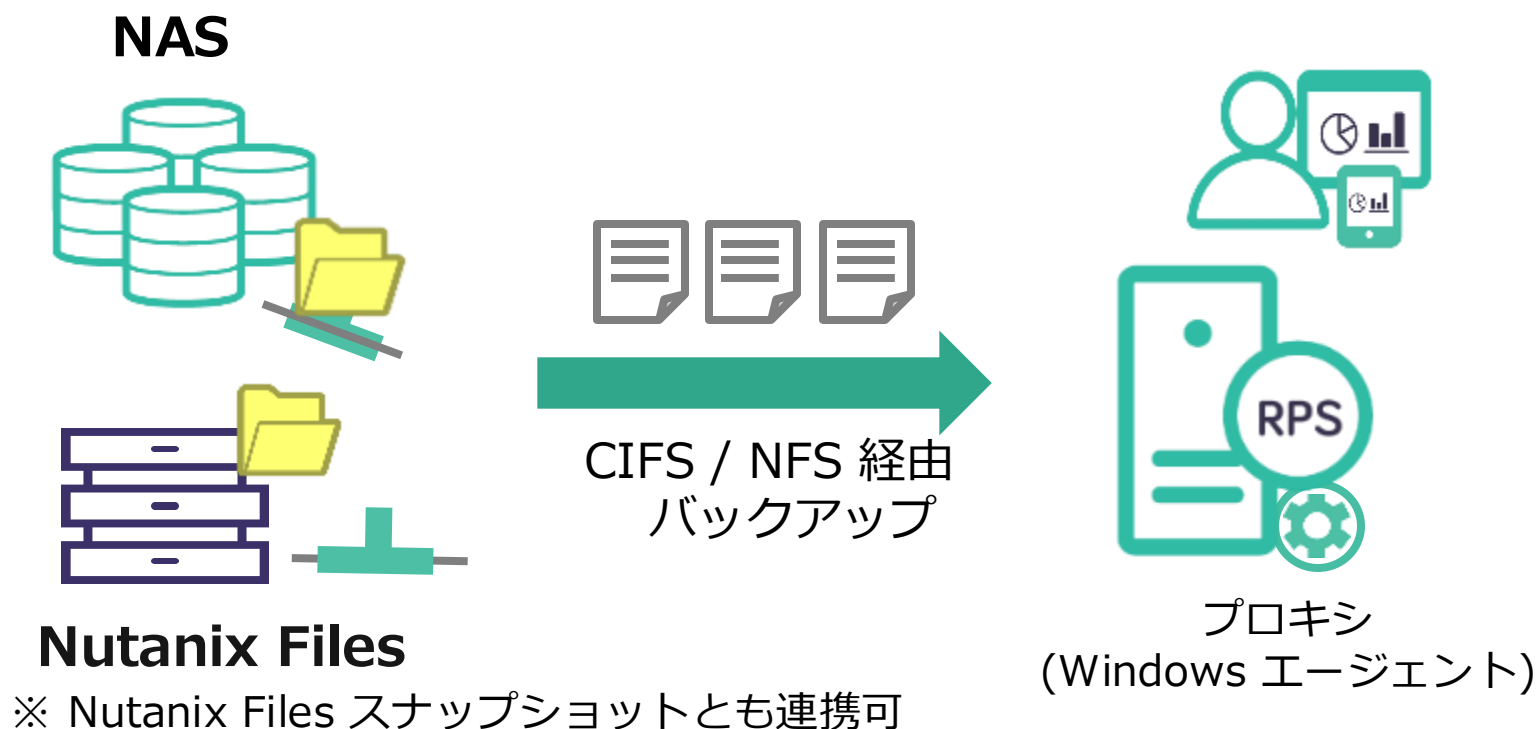 NAS
CIFS / NFS 経由
バックアップ
RPS
プロキシ
(Windows エージェント)
Nutanix Files
※ Nutanix Files スナップショットとも連携可